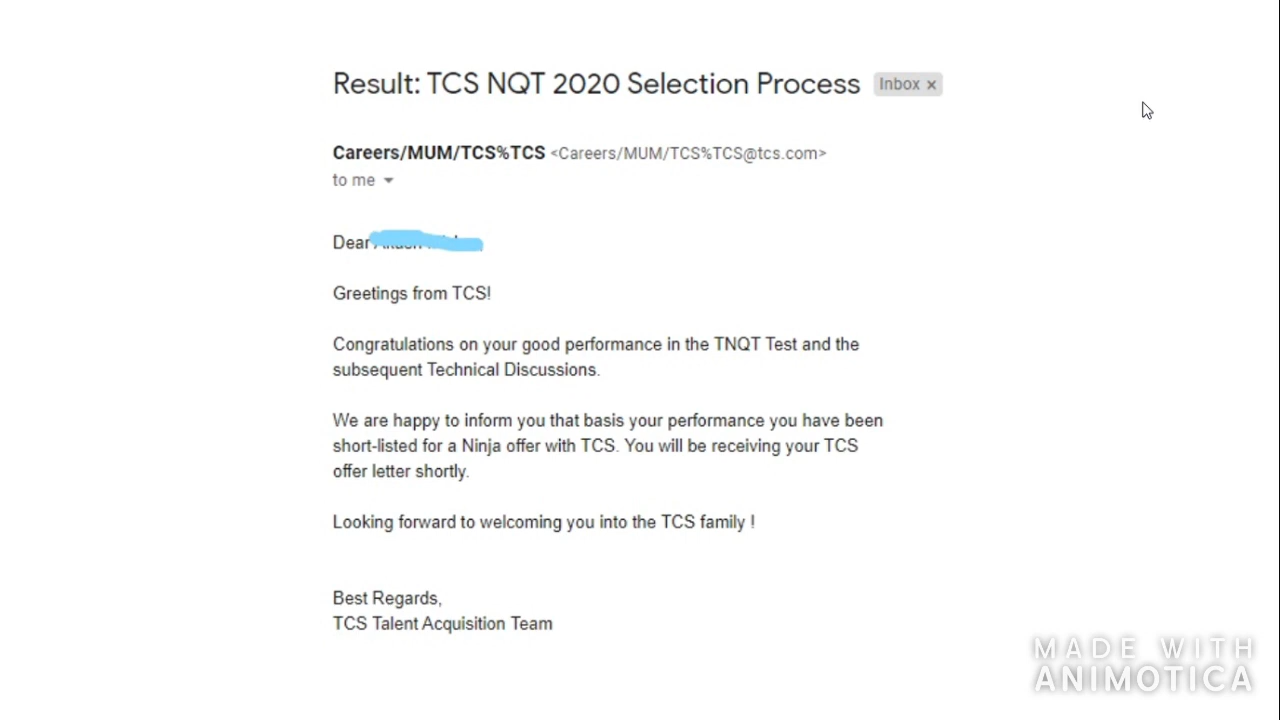 Result: TCS NQT 2020 Selection Process Inbox x
Careers/MUM/TCS%TCS <Careers/MUM/TCS%TCS@tcs.com>
to me
Dear
Greetings from TCS!
Congratulations on your good performance in the TNQT Test and the
subsequent Technical Discussions.
We are happy to inform you that basis your performance you have been
short-listed for a Ninja offer with TCS. You will be receiving your TCS
offer letter shortly.
Looking forward to welcoming you into the TCS family !
Best Regards,
TCS Talent Acquisition Team
MADE WITH
ANIMOTICA